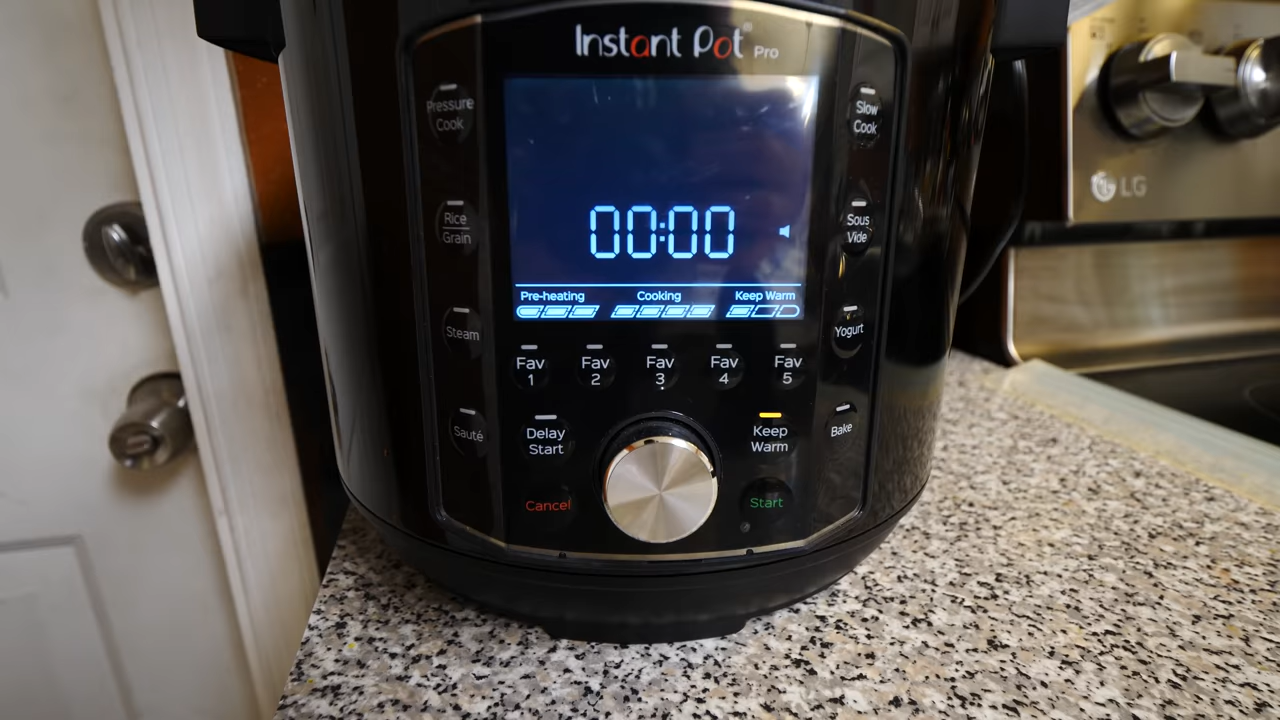 Instant Pot Pro
Pressure
Cook
Slow
Cook
Rice
Grain
00:00
Sous
Vide
Pre-heating
Cooking
Keep Warm
Steam
Yogurt
Fav
1
Fav
2
Fav
3
Fav
4
Fav
5
Sauté
Delay
Start
Keep
Warm
Bake
Cancel
Start
LG